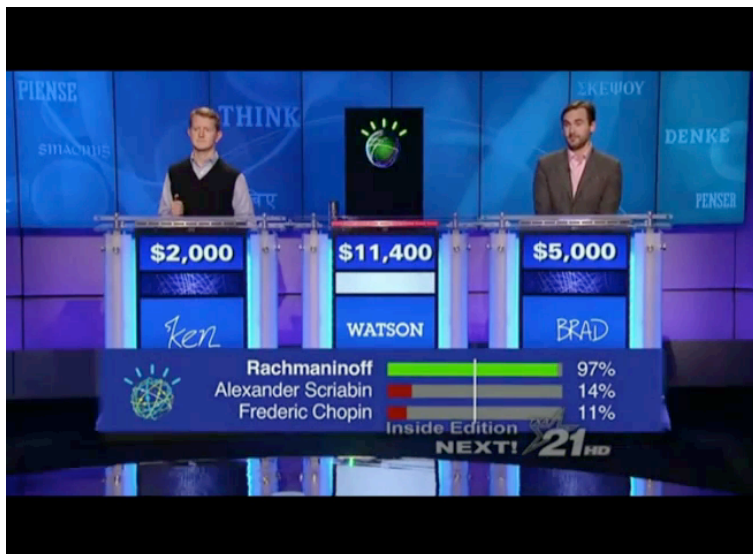 PIENSE
THINK
ΣΚΕΨΟΥ
DENKE
PENSER
$2,000
$11,400
$5,000
Ken
WATSON
BRAD
Rachmaninoff 97%
Alexander Scriabin 14%
Frederic Chopin 11%
Inside Edition
NEXT! 21 HD